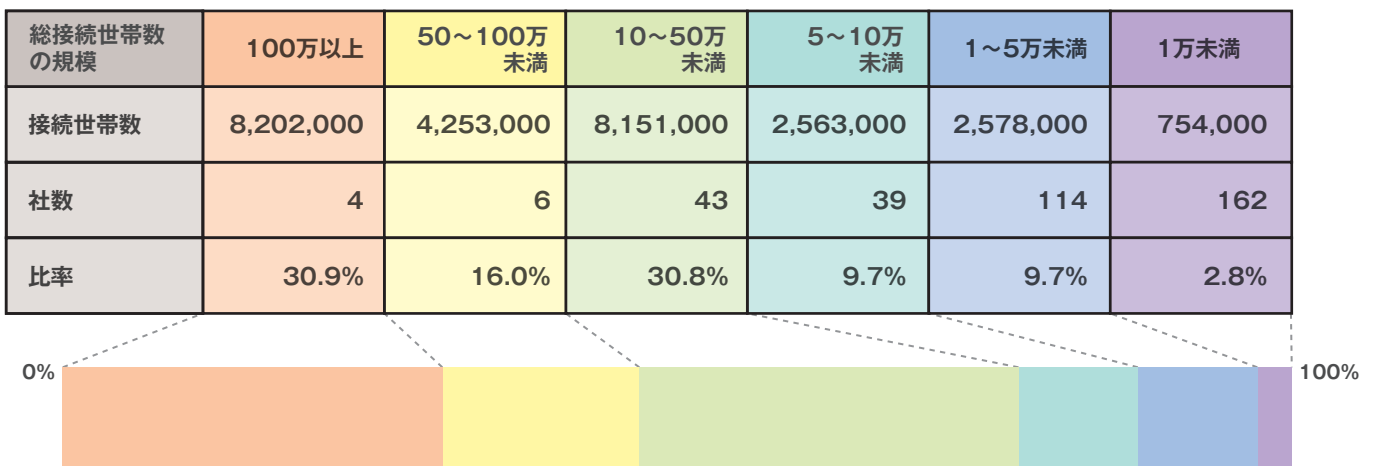 総接続世帯数
の規模
100万以上
50〜100万
未満
10〜50万
未満
5〜10万
未満
1〜5万未満
1万未満
接続世帯数 8,202,000 4,253,000 8,151,000 2,563,000 2,578,000 754,000
社数 4 6 43 39 114 162
比率 30.9% 16.0% 30.8% 9.7% 9.7% 2.8%
0% 100%